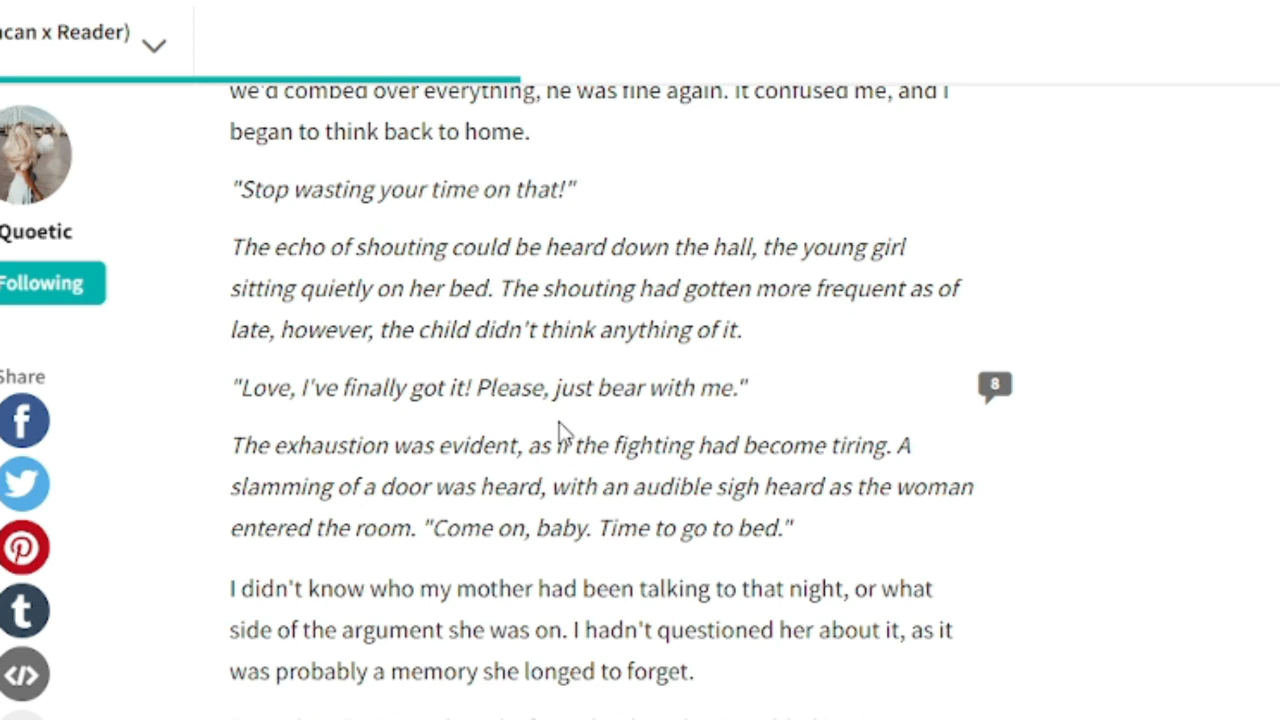 can x Reader)
we'd combed over everything, he was fine again. It confused me, and I
began to think back to home.
"Stop wasting your time on that!"
Quoetic
The echo of shouting could be heard down the hall, the young girl
Following
sitting quietly on her bed. The shouting had gotten more frequent as of
late, however, the child didn't think anything of it.
Share
"Love, I've finally got it! Please, just bear with me."
8
The exhaustion was evident, as if the fighting had become tiring. A
slamming of a door was heard, with an audible sigh heard as the woman
entered the room. "Come on, baby. Time to go to bed."
I didn't know who my mother had been talking to that night, or what
side of the argument she was on. I hadn't questioned her about it, as it
was probably a memory she longed to forget.